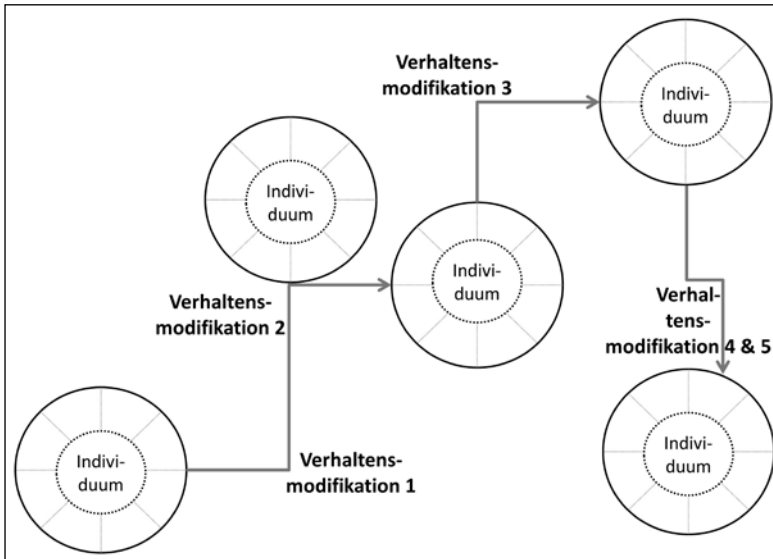 Verhaltens-
modifikation 3
Indivi-
duum
Indivi-
duum
Indivi-
duum
Verhaltens-
modifikation 2
Verhal-
tens-
modifikation 4 & 5
Indivi-
duum
Verhaltens-
modifikation 1
Indivi-
duum